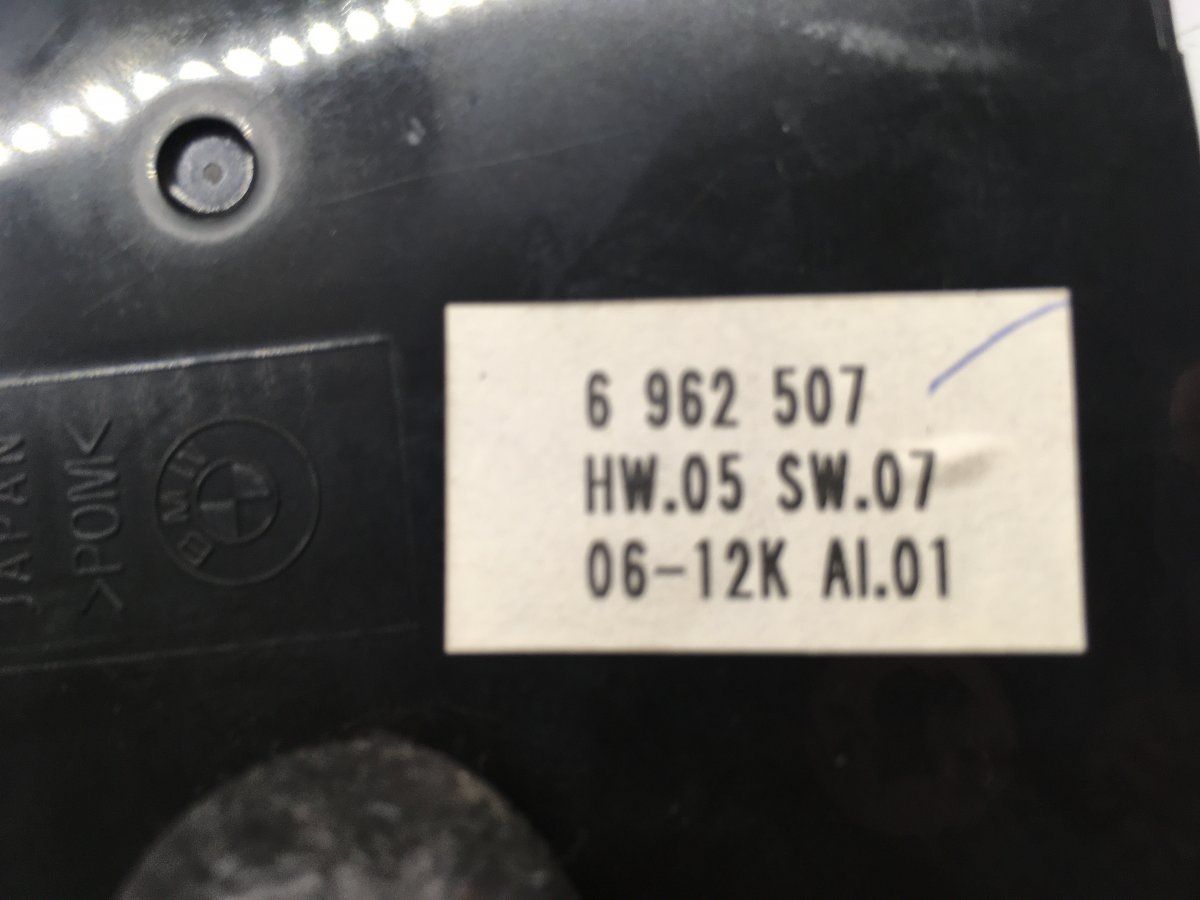 6 962 507
HW.05 SW.07
06-12K AI.01
JAPAN
>POM<
BMW